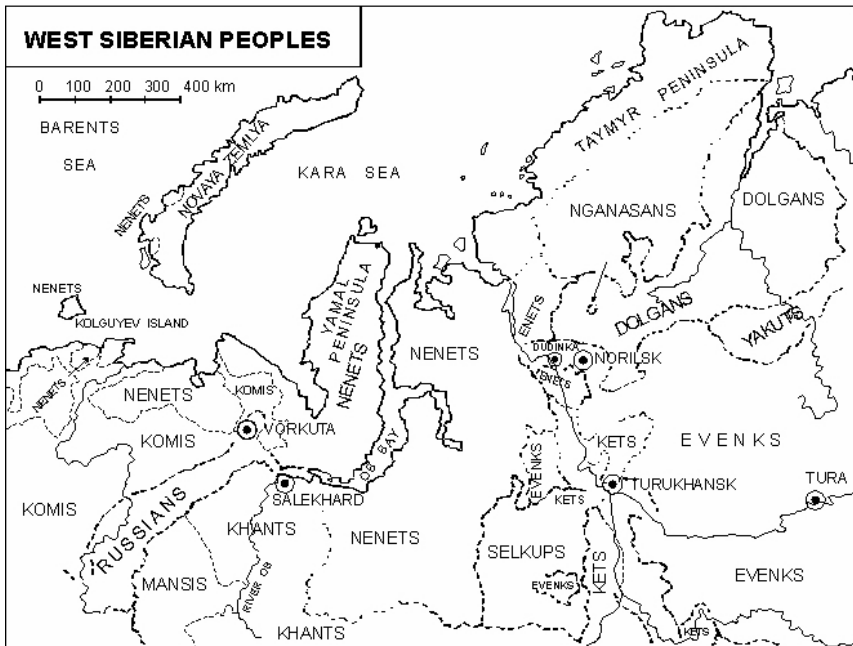 WEST SIBERIAN PEOPLES
0 100 200 300 400 km
BARENTS
SEA
KARA SEA
NOVAYA ZEMLYA
NENETS
TAYMYR PENINSULA
NGANASANS
DOLGANS
NENETS
KOLGUYEV ISLAND
YAMAL
PENINSULA
NENETS
NENETS
ENETS
DOLGANS
YAKUTS
DUDINKA
NORILSK
ENETS
NENETS
NENETS
KOMIS
KOMIS
VORKUTA
OB BAY
KETS
EVENKS
EVENKS
KETS
TURUKHANSK
TURA
SALEKHARD
KOMIS
RUSSIANS
KHANTS
NENETS
SELKUPS
EVENKS
KETS
EVENKS
MANSIS
RIVER OB
KHANTS
KETS